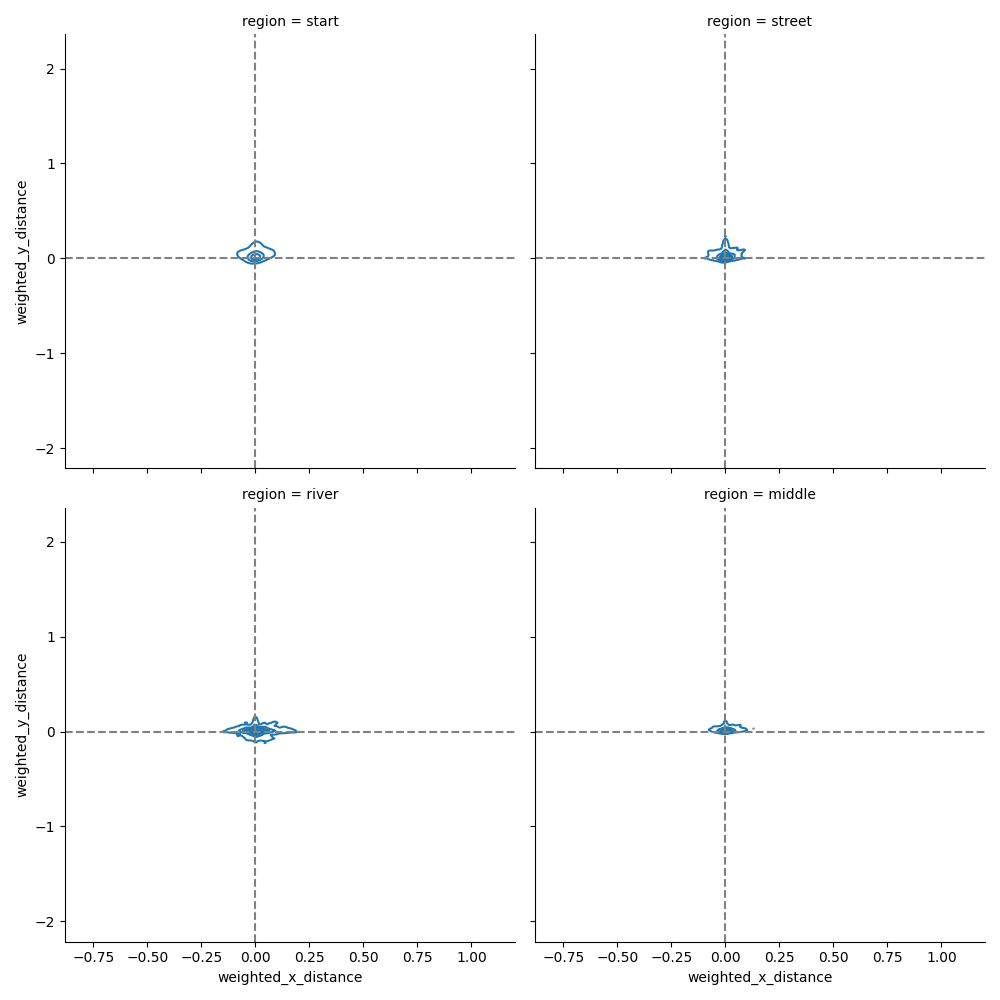 region = start
region = street
weighted_y_distance
2
1
0
−1
−2
region = river
region = middle
weighted_y_distance
2
1
0
−1
−2
−0.75 −0.50 −0.25 0.00 0.25 0.50 0.75 1.00
−0.75 −0.50 −0.25 0.00 0.25 0.50 0.75 1.00
weighted_x_distance
weighted_x_distance